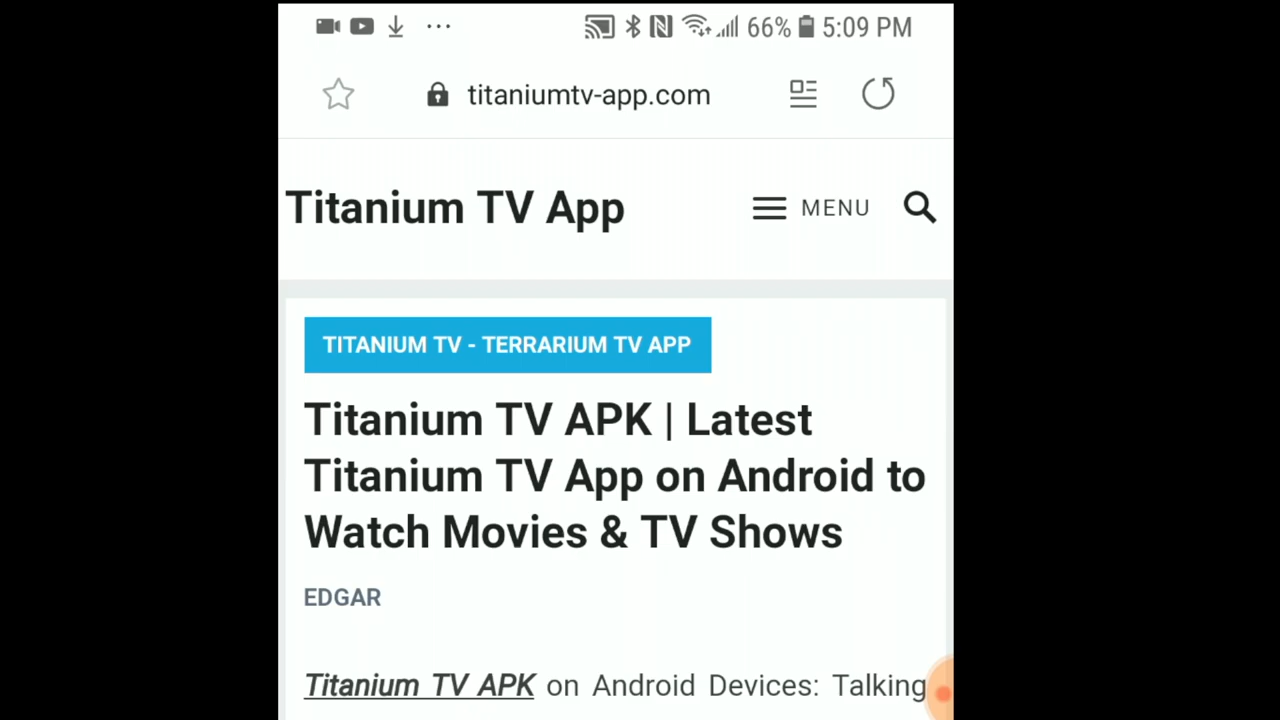 66% 5:09 PM
titaniumtv-app.com
Titanium TV App MENU
TITANIUM TV - TERRARIUM TV APP
Titanium TV APK | Latest
Titanium TV App on Android to
Watch Movies & TV Shows
EDGAR
Titanium TV APK on Android Devices: Talking